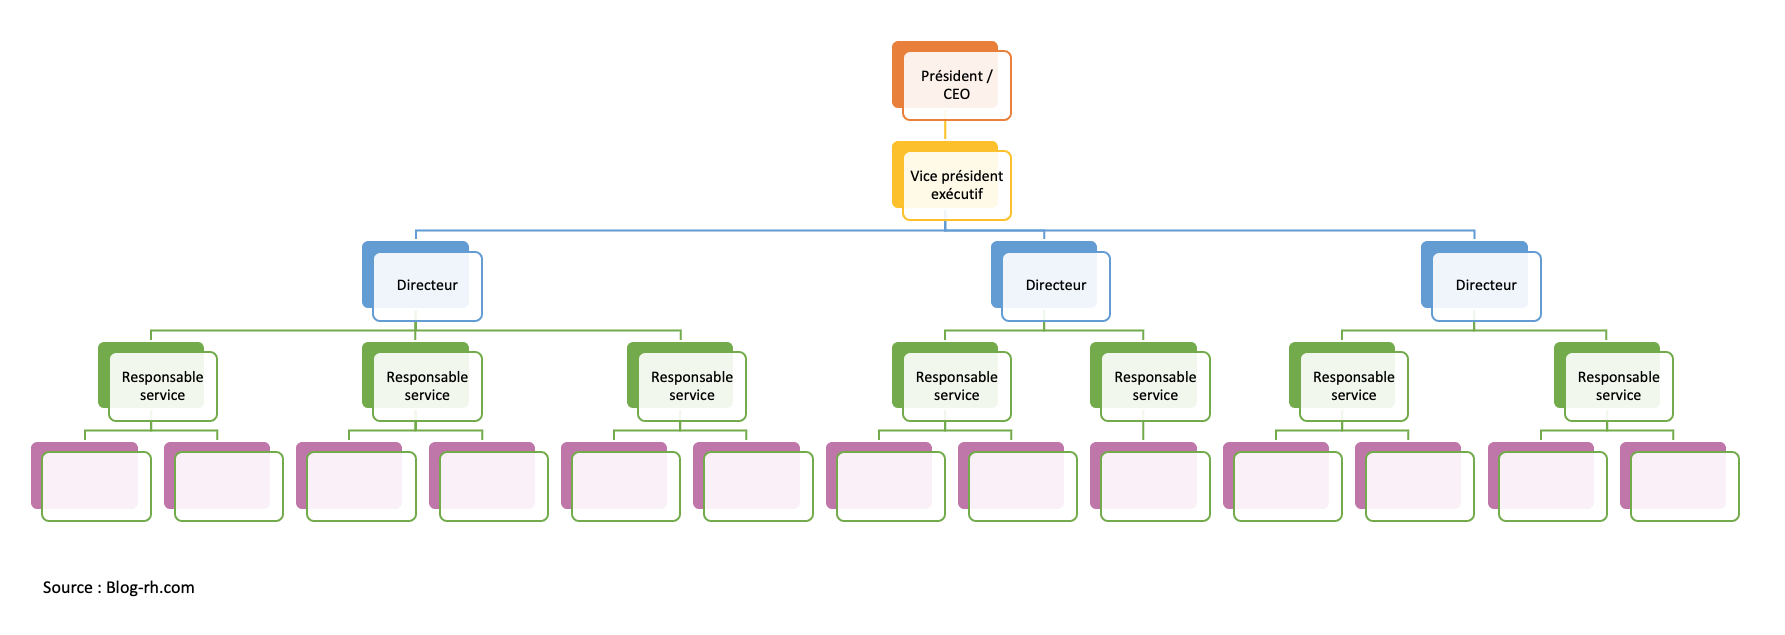 Président /
CEO
Vice président
exécutif
Directeur
Directeur
Directeur
Responsable
service
Responsable
service
Responsable
service
Responsable
service
Responsable
service
Responsable
service
Responsable
service
Source : Blog-rh.com